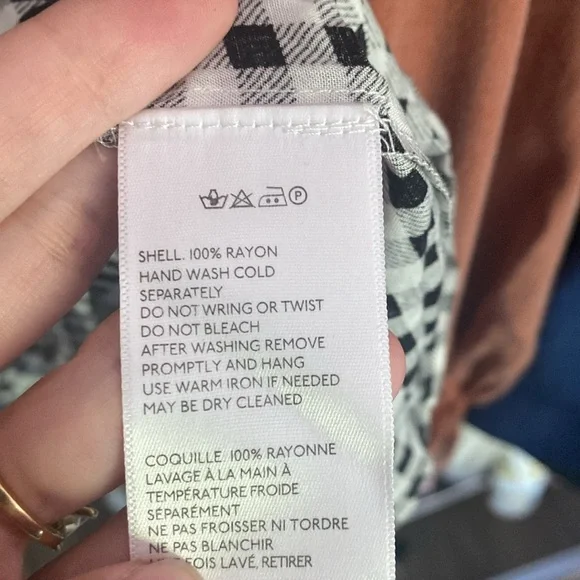 P
SHELL. 100% RAYON
HAND WASH COLD
SEPARATELY
DO NOT WRING OR TWIST
DO NOT BLEACH
AFTER WASHING REMOVE
PROMPTLY AND HANG
USE WARM IRON IF NEEDED
MAY BE DRY CLEANED
COQUILLE. 100% RAYONNE
LAVAGE À LA MAIN À
TEMPÉRATURE FROIDE
SÉPARÉMENT
NE PAS FROISSER NI TORDRE
NE PAS BLANCHIR
FOIS LAVÉ, RETIRER